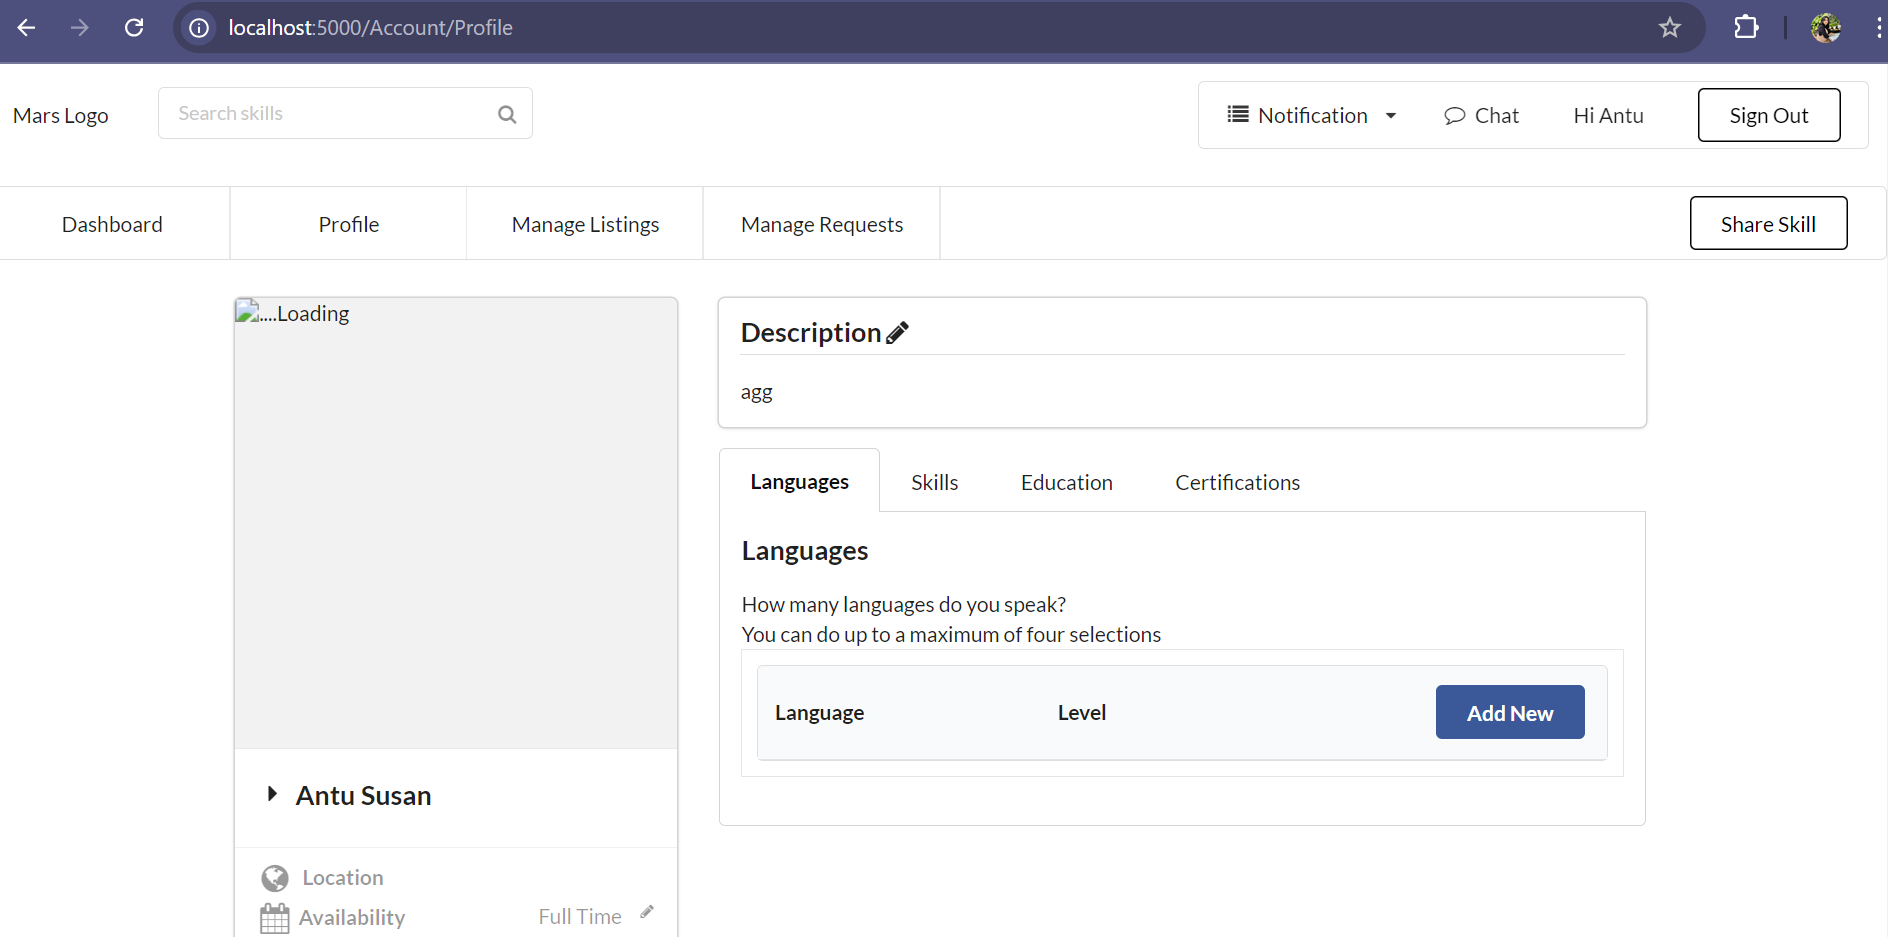 localhost:5000/Account/Profile
Mars Logo
Search skills
Notification
Chat
Hi Antu
Sign Out
Dashboard
Profile
Manage Listings
Manage Requests
Share Skill
....Loading
Description
agg
Languages
Skills
Education
Certifications
Languages
How many languages do you speak?
You can do up to a maximum of four selections
Language
Level
Add New
Antu Susan
Location
Availability
Full Time